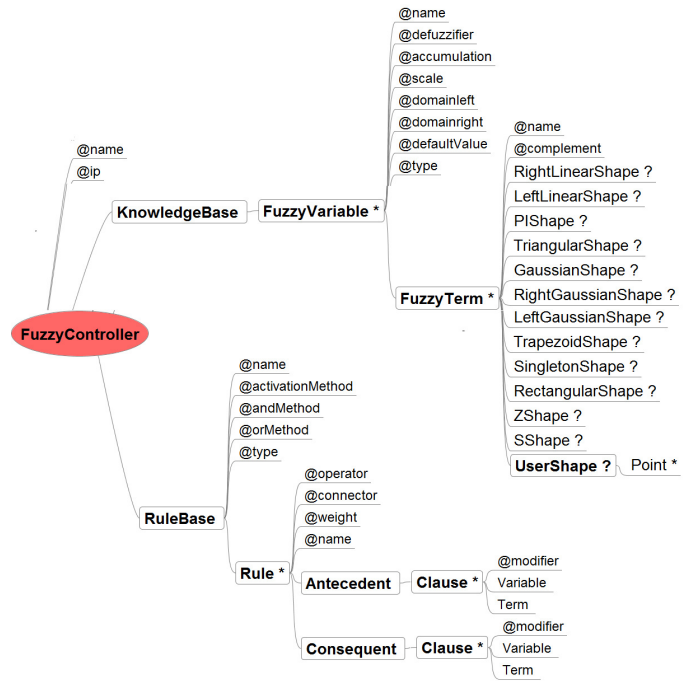 @name
@defuzzifier
@accumulation
@scale
@domainleft
@domainright
@defaultValue
@type
@name
@ip
KnowledgeBase
FuzzyVariable *
@name
@complement
RightLinearShape ?
LeftLinearShape ?
PIShape ?
TriangularShape ?
GaussianShape ?
RightGaussianShape ?
LeftGaussianShape ?
TrapezoidShape ?
SingletonShape ?
RectangularShape ?
ZShape ?
SShape ?
UserShape ?
Point *
FuzzyTerm *
FuzzyController
@name
@activationMethod
@andMethod
@orMethod
@type
RuleBase
@operator
@connector
@weight
@name
Rule *
Antecedent
Clause *
@modifier
Variable
Term
Consequent
Clause *
@modifier
Variable
Term